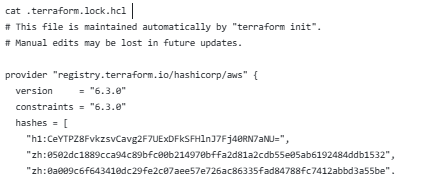 cat .terraform.lock.hcl
# This file is maintained automatically by "terraform init".
# Manual edits may be lost in future updates.

provider "registry.terraform.io/hashicorp/aws" {
  version     = "6.3.0"
  constraints = "6.3.0"
  hashes = [
    "h1:CeYTPZ8FvkzsvCavg2F7UExDFkSFHlnJ7Fj40RN7aNU=",
    "zh:0502dc1889cca94c89bfc00b214970bffa2d81a2cdb55e05ab6192484ddb1532",
    "zh:0a009c6f643410dc29fe2c07aee57e726ac86335fad84788fc7412abbd3a55be",